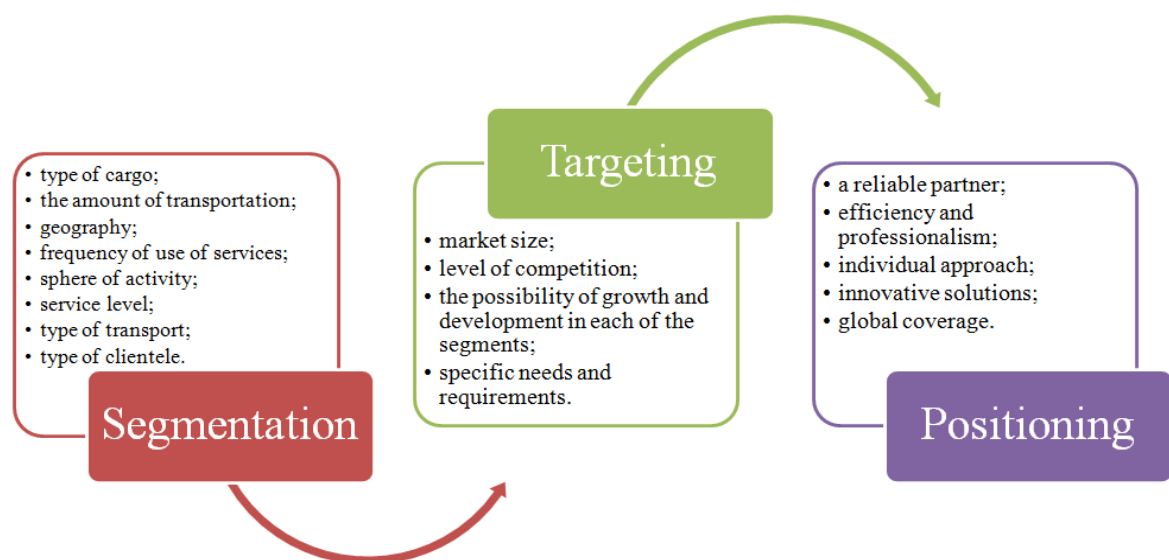 • type of cargo;
• the amount of transportation;
• geography;
• frequency of use of services;
• sphere of activity;
• service level;
• type of transport;
• type of clientele.
Segmentation
Targeting
• market size;
• level of competition;
• the possibility of growth and
development in each of the
segments;
• specific needs and
requirements.
• a reliable partner;
• efficiency and
professionalism;
• individual approach;
• innovative solutions;
• global coverage.
Positioning